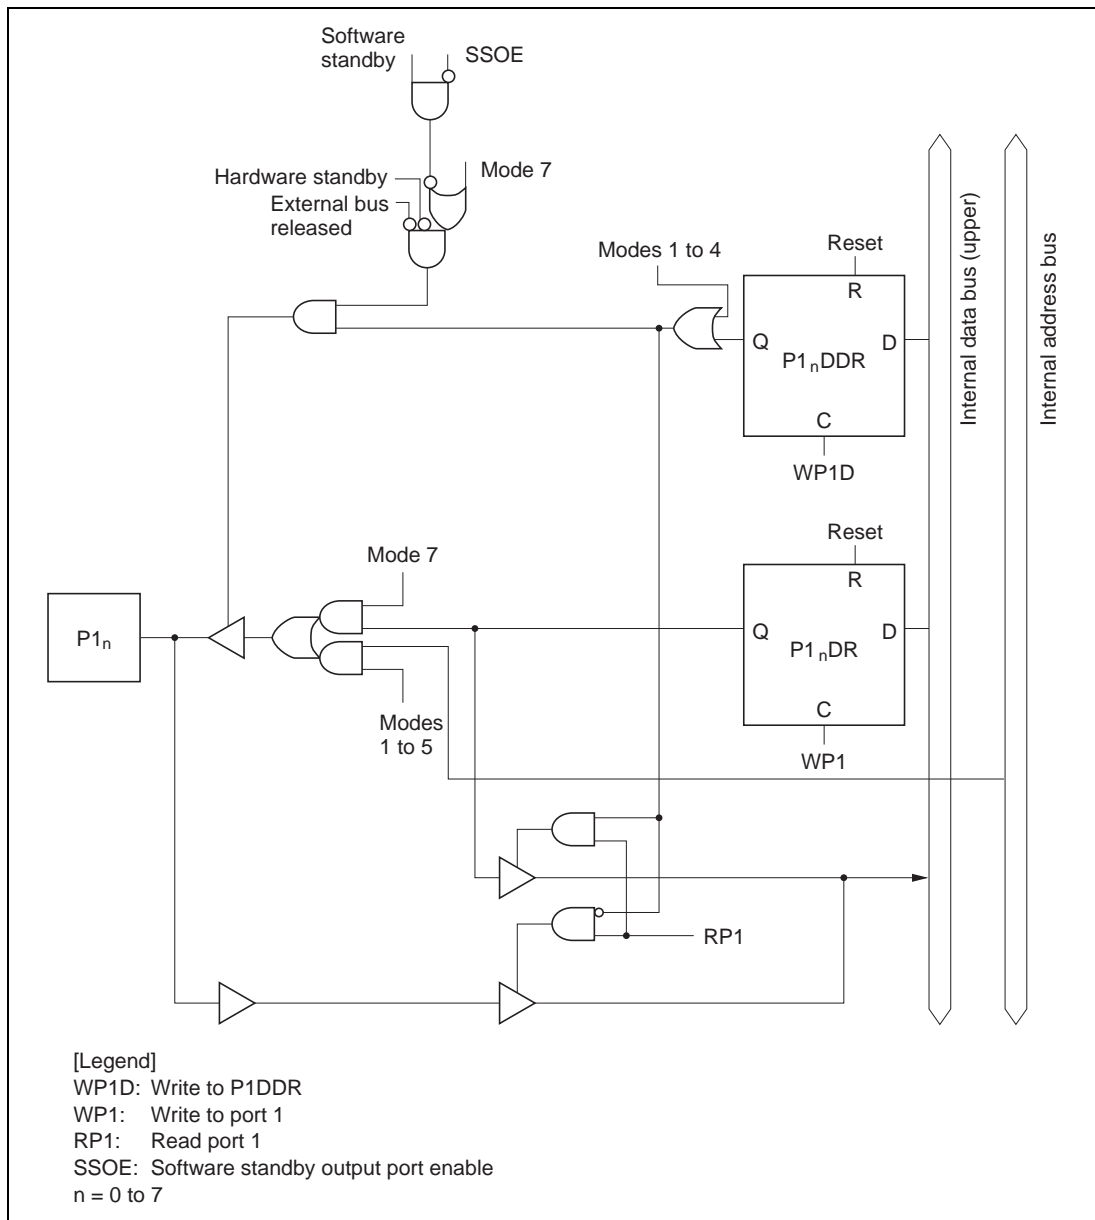 Software
standby
SSOE
Mode 7
Hardware standby
External bus
released
Modes 1 to 4
Reset
R
Q
D
P1nDDR
C
WP1D
Internal data bus (upper)
Internal address bus
Reset
R
Mode 7
P1n
Q
D
P1nDR
C
WP1
Modes
1 to 5
RP1
[Legend]
WP1D: Write to P1DDR
WP1: Write to port 1
RP1: Read port 1
SSOE: Software standby output port enable
n = 0 to 7